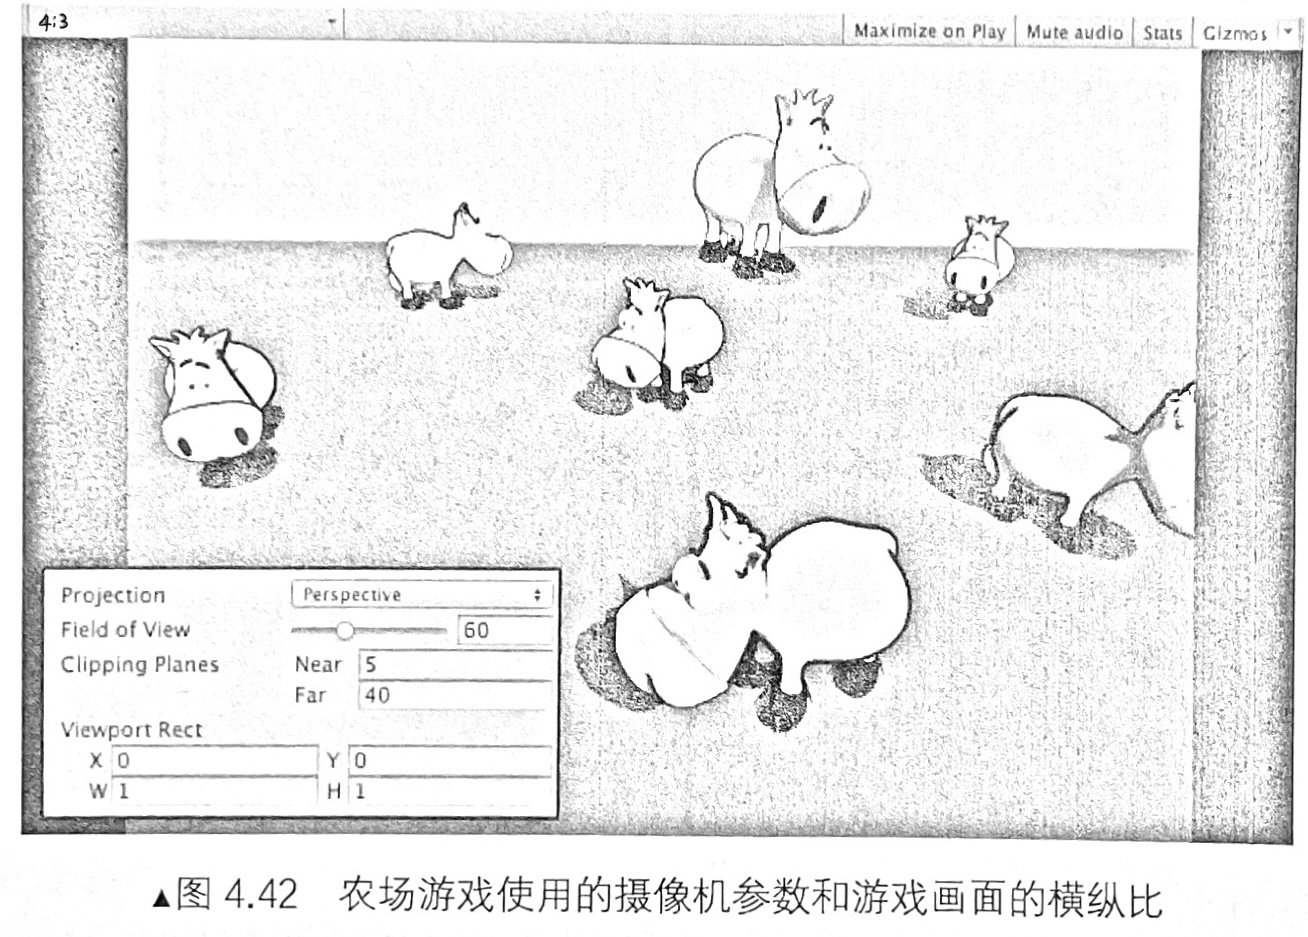 4:3 Maximize on Play Mute audio Stats Gizmos
Projection Perspective
Field of View 60
Clipping Planes Near 5
Far 40
Viewport Rect
X 0 Y 0
W 1 H 1
▲图 4.42 农场游戏使用的摄像机参数和游戏画面的横纵比